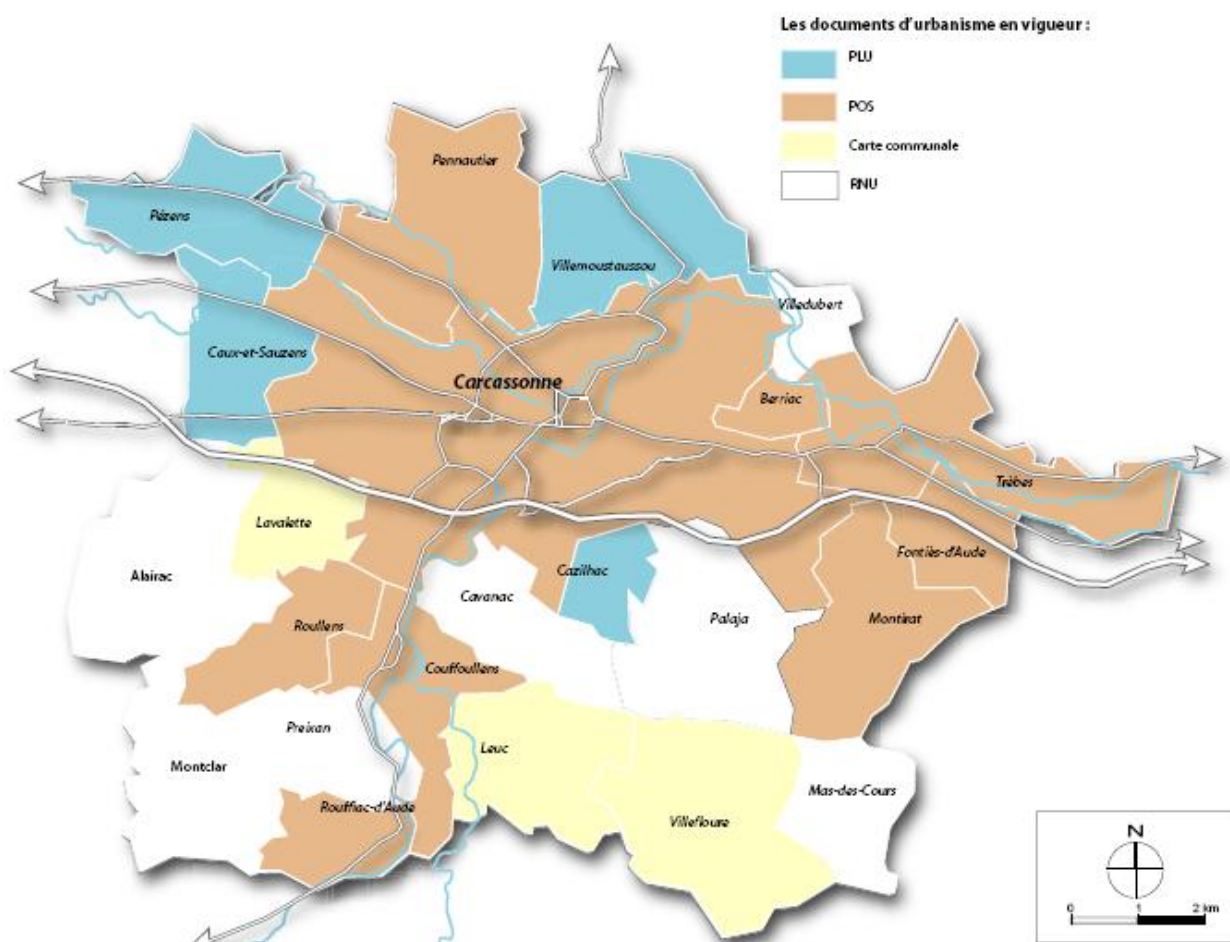 Les documents d'urbanisme en vigueur :
PLU
POS
Carte communale
RNU
Pennautier
Pézens
Villemoustaussou
Villedubert
Caux-et-Sauzens
Carcassonne
Berriac
Trèbes
Lavalette
Fontiès-d'Aude
Alairac
Cazilhac
Cavanac
Palaja
Montirat
Roullens
Couffoullens
Preixan
Leuc
Montclar
Mas-des-Cours
Rouffiac-d'Aude
Villefloure
N
0 1 2 km